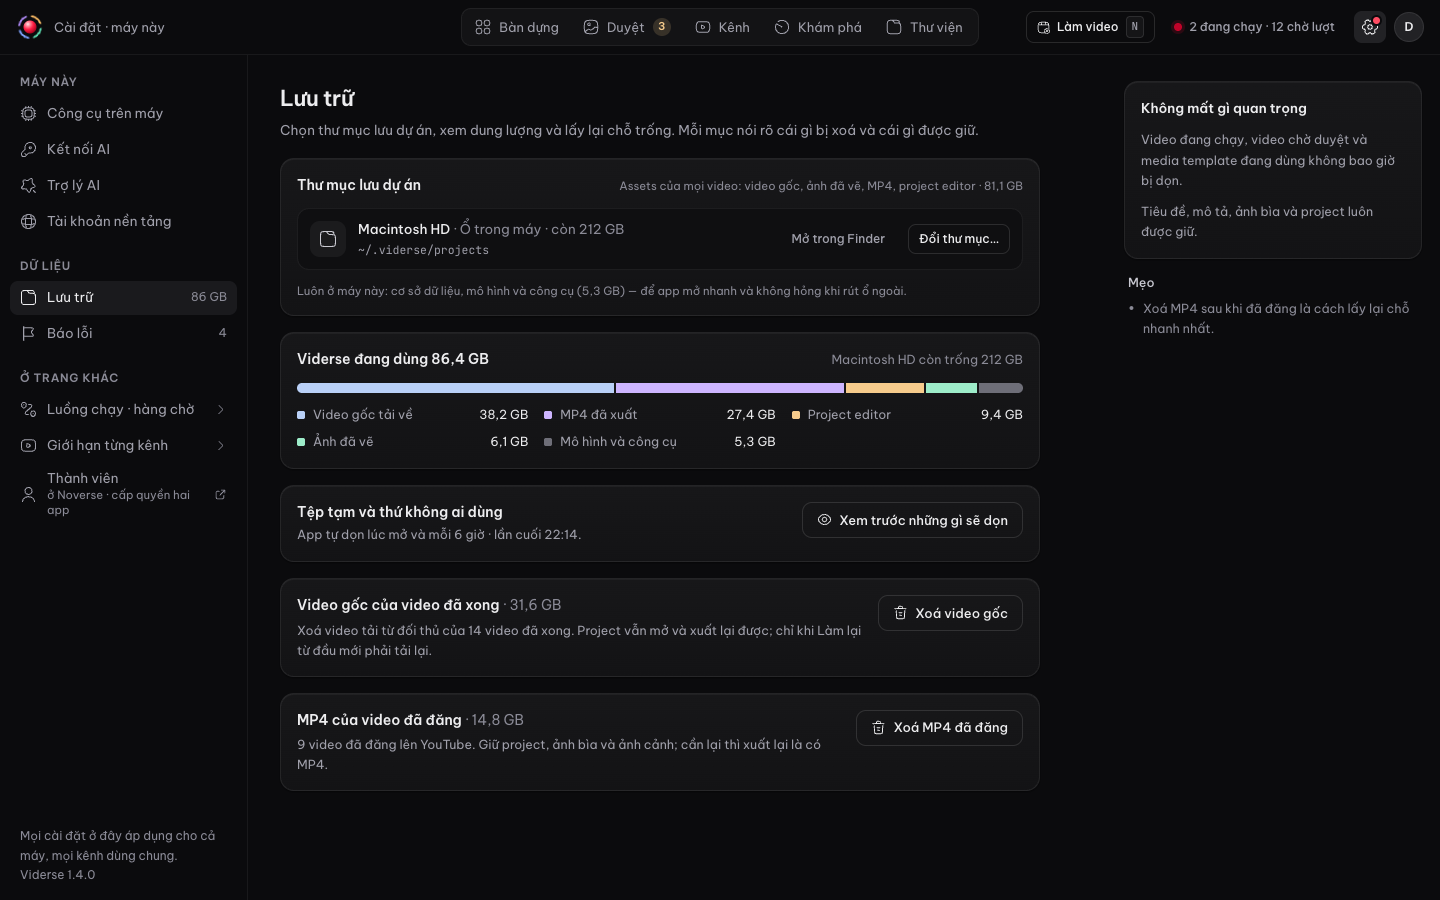 Cài đặt · máy này
Bàn dựng
Duyệt 3
Kênh
Khám phá
Thư viện
Làm video N
2 đang chạy · 12 chờ lượt
D
MÁY NÀY
Công cụ trên máy
Kết nối AI
Trợ lý AI
Tài khoản nền tảng
DỮ LIỆU
Lưu trữ 86 GB
Báo lỗi 4
Ở TRANG KHÁC
Luồng chạy · hàng chờ
Giới hạn từng kênh
Thành viên
ở Noverse · cấp quyền hai
app
Mọi cài đặt ở đây áp dụng cho cả
máy, mọi kênh dùng chung.
Viderse 1.4.0
Lưu trữ
Chọn thư mục lưu dự án, xem dung lượng và lấy lại chỗ trống. Mỗi mục nói rõ cái gì bị xoá và cái gì được giữ.
Thư mục lưu dự án
Assets của mọi video: video gốc, ảnh đã vẽ, MP4, project editor · 81,1 GB
Macintosh HD · Ổ trong máy · còn 212 GB
~/.viderse/projects
Mở trong Finder
Đổi thư mục...
Luôn ở máy này: cơ sở dữ liệu, mô hình và công cụ (5,3 GB) — để app mở nhanh và không hỏng khi rút ổ ngoài.
Viderse đang dùng 86,4 GB
Macintosh HD còn trống 212 GB
Video gốc tải về 38,2 GB
MP4 đã xuất 27,4 GB
Project editor 9,4 GB
Ảnh đã vẽ 6,1 GB
Mô hình và công cụ 5,3 GB
Tệp tạm và thứ không ai dùng
App tự dọn lúc mở và mỗi 6 giờ · lần cuối 22:14.
Xem trước những gì sẽ dọn
Video gốc của video đã xong · 31,6 GB
Xoá video tải từ đối thủ của 14 video đã xong. Project vẫn mở và xuất lại được; chỉ khi Làm lại
từ đầu mới phải tải lại.
Xoá video gốc
MP4 của video đã đăng · 14,8 GB
9 video đã đăng lên YouTube. Giữ project, ảnh bìa và ảnh cảnh; cần lại thì xuất lại là có
MP4.
Xoá MP4 đã đăng
Không mất gì quan trọng
Video đang chạy, video chờ duyệt và
media template đang dùng không bao giờ
bị dọn.
Tiêu đề, mô tả, ảnh bìa và project luôn
được giữ.
Mẹo
• Xoá MP4 sau khi đã đăng là cách lấy lại chỗ
nhanh nhất.